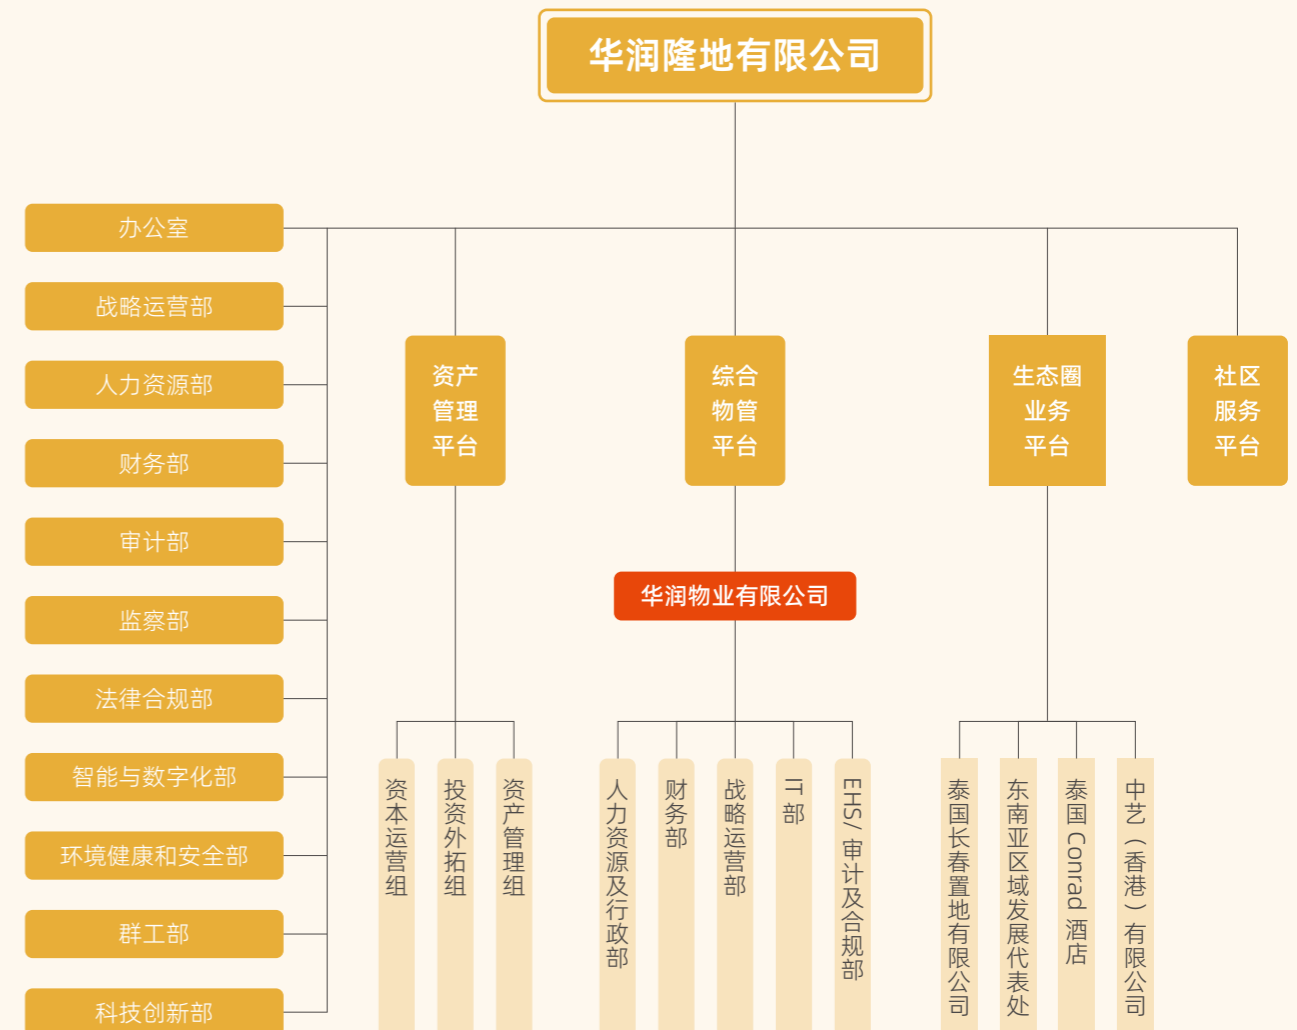 华润隆地有限公司
办公室
战略运营部
人力资源部
财务部
审计部
监察部
法律合规部
智能与数字化部
环境健康和安全部
群工部
科技创新部
资产
管理
平台
综合
物管
平台
生态圈
业务
平台
社区
服务
平台
华润物业有限公司
资本运营组
投资外拓组
资产管理组
人力资源及行政部
财务部
战略运营部
IT 部
EHS/ 审计及合规部
泰国长春置地有限公司
东南亚区域发展代表处
泰国 Conrad 酒店
中艺（香港）有限公司